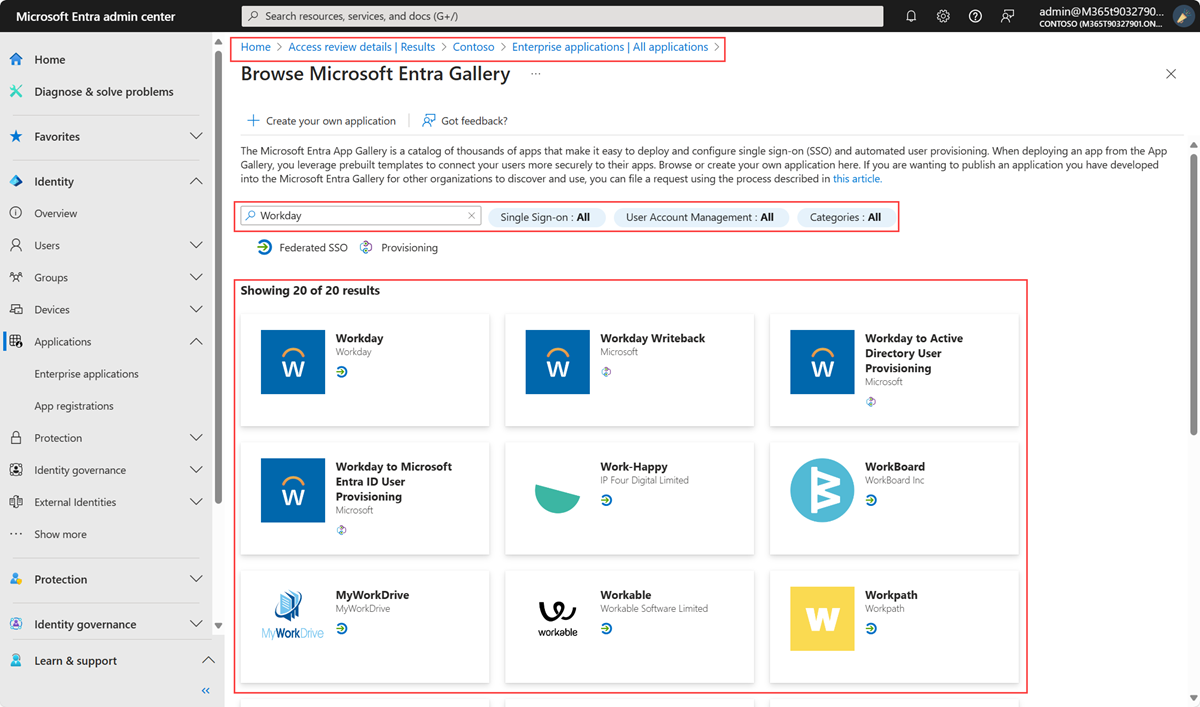 Microsoft Entra admin center
Search resources, services, and docs (G+/)
admin@M365t9032790...
CONTOSO (M365T90327901.ON...
Home
Diagnose & solve problems
Favorites
Identity
Overview
Users
Groups
Devices
Applications
Enterprise applications
App registrations
Protection
Identity governance
External Identities
Show more
Protection
Identity governance
Learn & support
Home > Access review details | Results > Contoso > Enterprise applications | All applications >
Browse Microsoft Entra Gallery ...
Create your own application
Got feedback?
The Microsoft Entra App Gallery is a catalog of thousands of apps that make it easy to deploy and configure single sign-on (SSO) and automated user provisioning. When deploying an app from the App
Gallery, you leverage prebuilt templates to connect your users more securely to their apps. Browse or create your own application here. If you are wanting to publish an application you have developed
into the Microsoft Entra Gallery for other organizations to discover and use, you can file a request using the process described in this article.
Workday
Single Sign-on : All
User Account Management : All
Categories : All
Federated SSO
Provisioning
Showing 20 of 20 results
W
Workday
Workday
W
Workday Writeback
Microsoft
W
Workday to Active
Directory User
Provisioning
Microsoft
W
Workday to Microsoft
Entra ID User
Provisioning
Microsoft
Work-Happy
IP Four Digital Limited
WorkBoard
WorkBoard Inc
MyWorkDrive
MyWorkDrive
MyWorkDrive
workable
Workable
Workable Software Limited
W
Workpath
Workpath